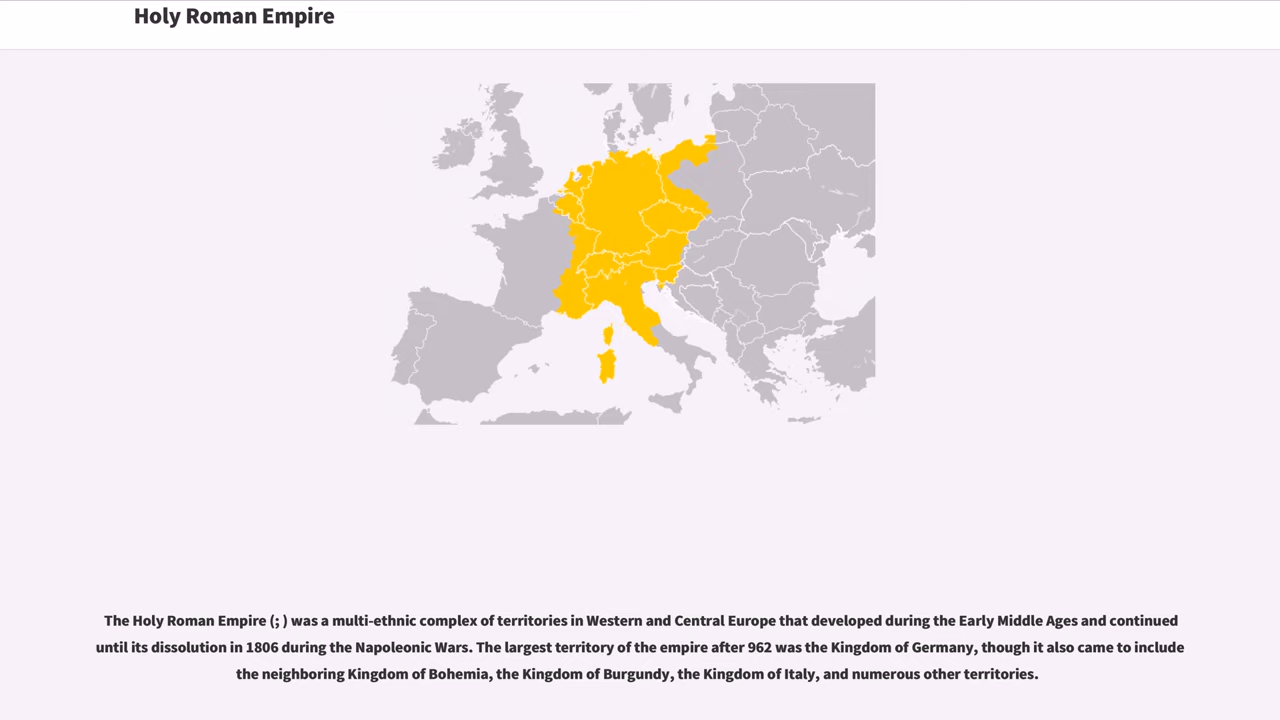 Holy Roman Empire
The Holy Roman Empire (; ) was a multi-ethnic complex of territories in Western and Central Europe that developed during the Early Middle Ages and continued
until its dissolution in 1806 during the Napoleonic Wars. The largest territory of the empire after 962 was the Kingdom of Germany, though it also came to include
the neighboring Kingdom of Bohemia, the Kingdom of Burgundy, the Kingdom of Italy, and numerous other territories.